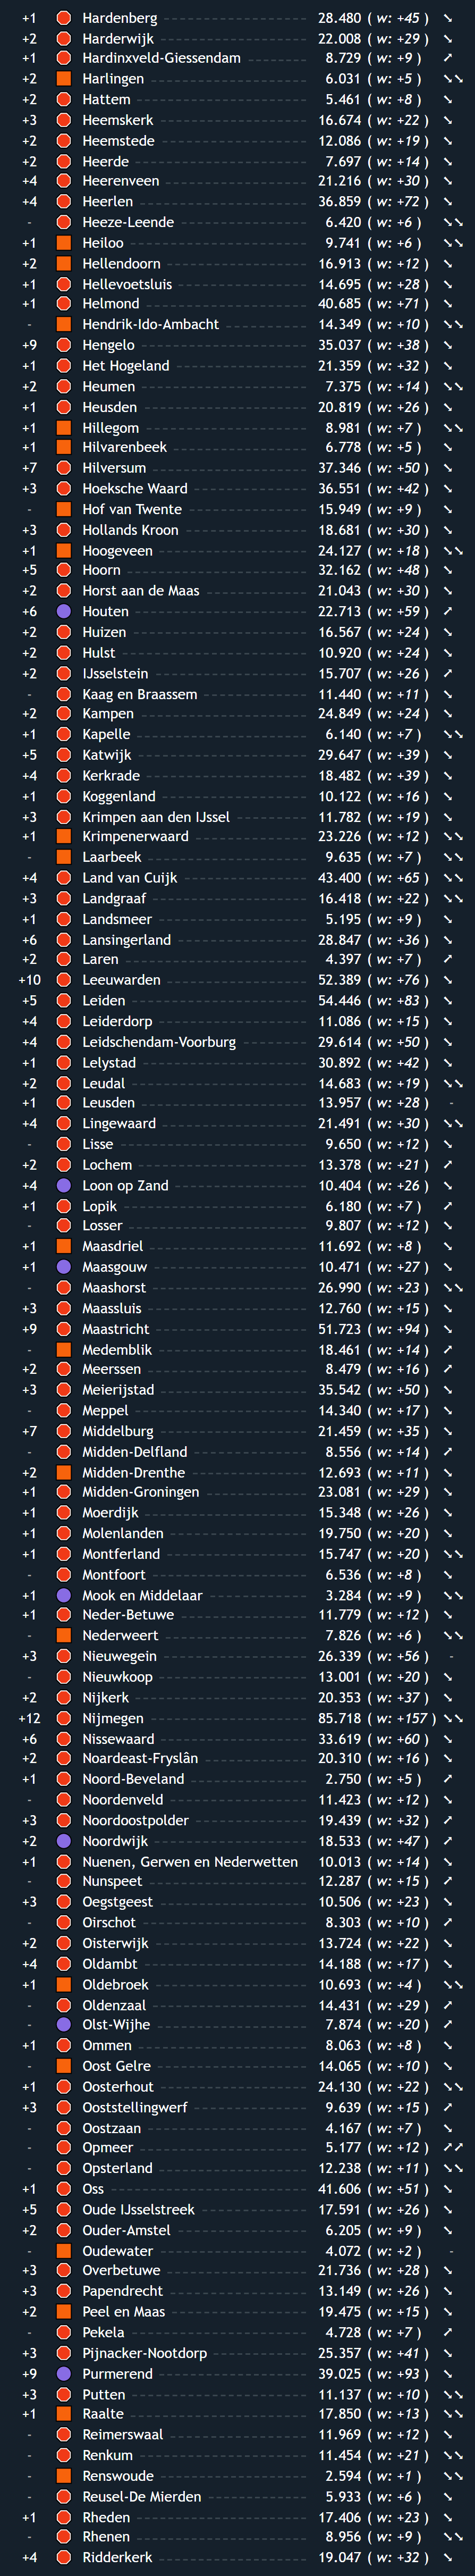 +1 Hardenberg 28.480 ( w: +45 ) ↘
+2 Harderwijk 22.008 ( w: +29 ) ↘
+1 Hardinxveld-Giessendam 8.729 ( w: +9 ) ↗
+2 Harlingen 6.031 ( w: +5 ) ↘↘
+2 Hattem 5.461 ( w: +8 ) ↘
+3 Heemskerk 16.674 ( w: +22 ) ↘
+2 Heemstede 12.086 ( w: +19 ) ↘
+2 Heerde 7.697 ( w: +14 ) ↘
+4 Heerenveen 21.216 ( w: +30 ) ↘
+4 Heerlen 36.859 ( w: +72 ) ↘
- Heeze-Leende 6.420 ( w: +6 ) ↘↘
+1 Heiloo 9.741 ( w: +6 ) ↘↘
+2 Hellendoorn 16.913 ( w: +12 ) ↘
+1 Hellevoetsluis 14.695 ( w: +28 ) ↘
+1 Helmond 40.685 ( w: +71 ) ↘
- Hendrik-Ido-Ambacht 14.349 ( w: +10 ) ↘↘
+9 Hengelo 35.037 ( w: +38 ) ↘
+1 Het Hogeland 21.359 ( w: +32 ) ↘
+2 Heumen 7.375 ( w: +14 ) ↘↘
+1 Heusden 20.819 ( w: +26 ) ↘
+1 Hillegom 8.981 ( w: +7 ) ↘↘
+1 Hilvarenbeek 6.778 ( w: +5 ) ↘
+7 Hilversum 37.346 ( w: +50 ) ↘
+3 Hoeksche Waard 36.551 ( w: +42 ) ↘
- Hof van Twente 15.949 ( w: +9 ) ↘
+3 Hollands Kroon 18.681 ( w: +30 ) ↘
+1 Hoogeveen 24.127 ( w: +18 ) ↘↘
+5 Hoorn 32.162 ( w: +48 ) ↘
+2 Horst aan de Maas 21.043 ( w: +30 ) ↘
+6 Houten 22.713 ( w: +59 ) ↗
+2 Huizen 16.567 ( w: +24 ) ↘
+2 Hulst 10.920 ( w: +24 ) ↘
+2 IJsselstein 15.707 ( w: +26 ) ↗
- Kaag en Braassem 11.440 ( w: +11 ) ↘
+2 Kampen 24.849 ( w: +24 ) ↘
+1 Kapelle 6.140 ( w: +7 ) ↘↘
+5 Katwijk 29.647 ( w: +39 ) ↘
+4 Kerkrade 18.482 ( w: +39 ) ↘
+1 Koggenland 10.122 ( w: +16 ) ↘
+3 Krimpen aan den IJssel 11.782 ( w: +19 ) ↘
+1 Krimpenerwaard 23.226 ( w: +12 ) ↘↘
- Laarbeek 9.635 ( w: +7 ) ↘↘
+4 Land van Cuijk 43.400 ( w: +65 ) ↘↘
+3 Landgraaf 16.418 ( w: +22 ) ↘↘
+1 Landsmeer 5.195 ( w: +9 ) ↘
+6 Lansingerland 28.847 ( w: +36 ) ↘
+2 Laren 4.397 ( w: +7 ) ↗
+10 Leeuwarden 52.389 ( w: +76 ) ↘
+5 Leiden 54.446 ( w: +83 ) ↘
+4 Leiderdorp 11.086 ( w: +15 ) ↘
+4 Leidschendam-Voorburg 29.614 ( w: +50 ) ↘
+1 Lelystad 30.892 ( w: +42 ) ↘
+2 Leudal 14.683 ( w: +19 ) ↘↘
+1 Leusden 13.957 ( w: +28 ) -
+4 Lingewaard 21.491 ( w: +30 ) ↘↘
- Lisse 9.650 ( w: +12 ) ↘
+2 Lochem 13.378 ( w: +21 ) ↗
+4 Loon op Zand 10.404 ( w: +26 ) ↘
+1 Lopik 6.180 ( w: +7 ) ↗
- Losser 9.807 ( w: +12 ) ↘
+1 Maasdriel 11.692 ( w: +8 ) ↘
+1 Maasgouw 10.471 ( w: +27 ) ↘
- Maashorst 26.990 ( w: +23 ) ↘↘
+3 Maassluis 12.760 ( w: +15 ) ↘
+9 Maastricht 51.723 ( w: +94 ) ↘
- Medemblik 18.461 ( w: +14 ) ↗
+2 Meerssen 8.479 ( w: +16 ) ↗
+3 Meierijstad 35.542 ( w: +50 ) ↘
- Meppel 14.340 ( w: +17 ) ↘
+7 Middelburg 21.459 ( w: +35 ) ↘
- Midden-Delfland 8.556 ( w: +14 ) ↗
+2 Midden-Drenthe 12.693 ( w: +11 ) ↘
+1 Midden-Groningen 23.081 ( w: +29 ) ↘
+1 Moerdijk 15.348 ( w: +26 ) ↘
+1 Molenlanden 19.750 ( w: +20 ) ↘
+1 Montferland 15.747 ( w: +20 ) ↘↘
- Montfoort 6.536 ( w: +8 ) ↘
+1 Mook en Middelaar 3.284 ( w: +9 ) ↘↘
+1 Neder-Betuwe 11.779 ( w: +12 ) ↘
- Nederweert 7.826 ( w: +6 ) ↘↘
+3 Nieuwegein 26.339 ( w: +56 ) -
- Nieuwkoop 13.001 ( w: +20 ) ↘
+2 Nijkerk 20.353 ( w: +37 ) ↘
+12 Nijmegen 85.718 ( w: +157 ) ↘↘
+6 Nissewaard 33.619 ( w: +60 ) ↘
+2 Noardeast-Fryslân 20.310 ( w: +16 ) ↘
+1 Noord-Beveland 2.750 ( w: +5 ) ↗
- Noordenveld 11.423 ( w: +12 ) ↘
+3 Noordoostpolder 19.439 ( w: +32 ) ↗
+2 Noordwijk 18.533 ( w: +47 ) ↗
+1 Nuenen, Gerwen en Nederwetten 10.013 ( w: +14 ) ↘
- Nunspeet 12.287 ( w: +15 ) ↗
+3 Oegstgeest 10.506 ( w: +23 ) ↘
- Oirschot 8.303 ( w: +10 ) ↗
+2 Oisterwijk 13.724 ( w: +22 ) ↘
+4 Oldambt 14.188 ( w: +17 ) ↘
+1 Oldebroek 10.693 ( w: +4 ) ↘↘
- Oldenzaal 14.431 ( w: +29 ) ↗
- Olst-Wijhe 7.874 ( w: +20 ) ↗
+1 Ommen 8.063 ( w: +8 ) ↘
- Oost Gelre 14.065 ( w: +10 ) ↘
+1 Oosterhout 24.130 ( w: +22 ) ↘↘
+3 Ooststellingwerf 9.639 ( w: +15 ) ↗
- Oostzaan 4.167 ( w: +7 ) ↘
- Opmeer 5.177 ( w: +12 ) ↗↗
- Opsterland 12.238 ( w: +11 ) ↘↘
+1 Oss 41.606 ( w: +51 ) ↘
+5 Oude IJsselstreek 17.591 ( w: +26 ) ↘
+2 Ouder-Amstel 6.205 ( w: +9 ) ↘
- Oudewater 4.072 ( w: +2 ) -
+3 Overbetuwe 21.736 ( w: +28 ) ↘
+3 Papendrecht 13.149 ( w: +26 ) ↘
+2 Peel en Maas 19.475 ( w: +15 ) ↘
- Pekela 4.728 ( w: +7 ) ↗
+3 Pijnacker-Nootdorp 25.357 ( w: +41 ) ↘
+9 Purmerend 39.025 ( w: +93 ) ↘
+3 Putten 11.137 ( w: +10 ) ↘↘
+1 Raalte 17.850 ( w: +13 ) ↘↘
- Reimerswaal 11.969 ( w: +12 ) ↘
- Renkum 11.454 ( w: +21 ) ↘↘
- Renswoude 2.594 ( w: +1 ) ↘↘
- Reusel-De Mierden 5.933 ( w: +6 ) ↘
+1 Rheden 17.406 ( w: +23 ) ↘
- Rhenen 8.956 ( w: +9 ) ↘↘
+4 Ridderkerk 19.047 ( w: +32 ) ↘